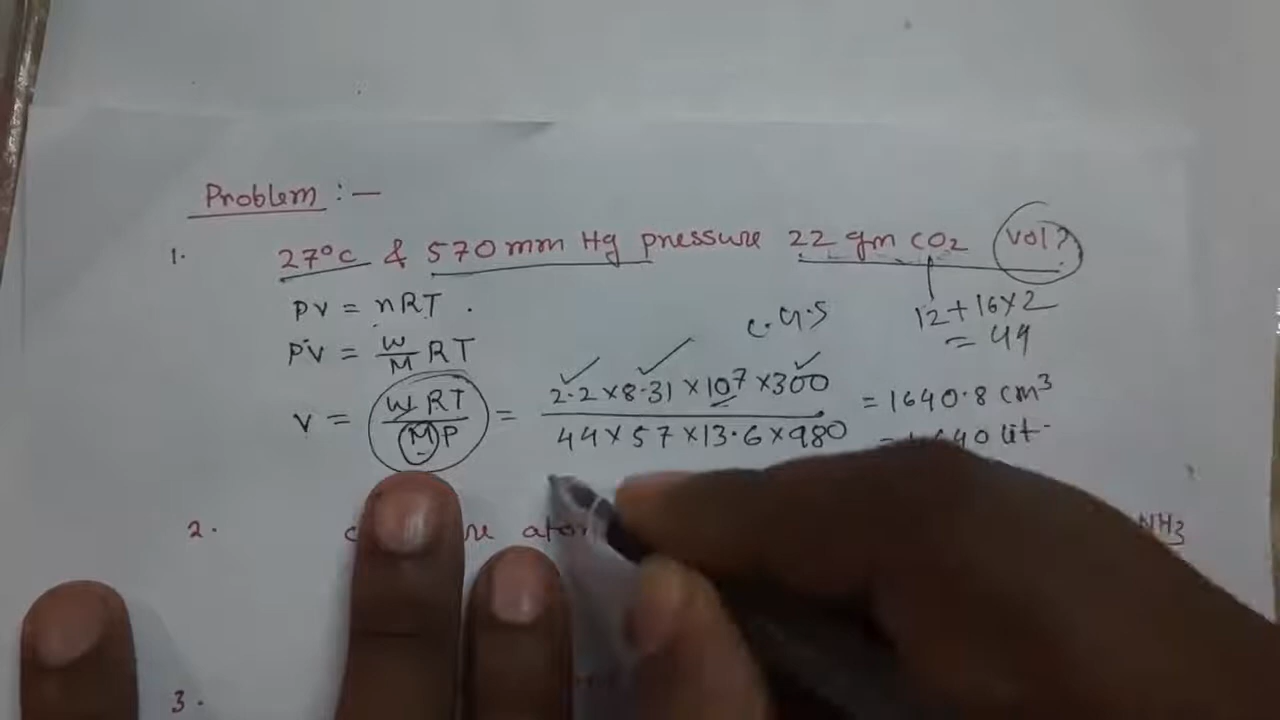 Problem :-
1. 27°C & 570 mm Hg pressure 22 gm CO2 vol?
PV = nRT .
12 + 16×2
= 44
PV = W/M RT
C.G.S
V = WRT/MP = 2.2×8.31×10^7×300 / 44×57×13.6×980 = 1640.8 cm³
lit.
2. NH3
3.